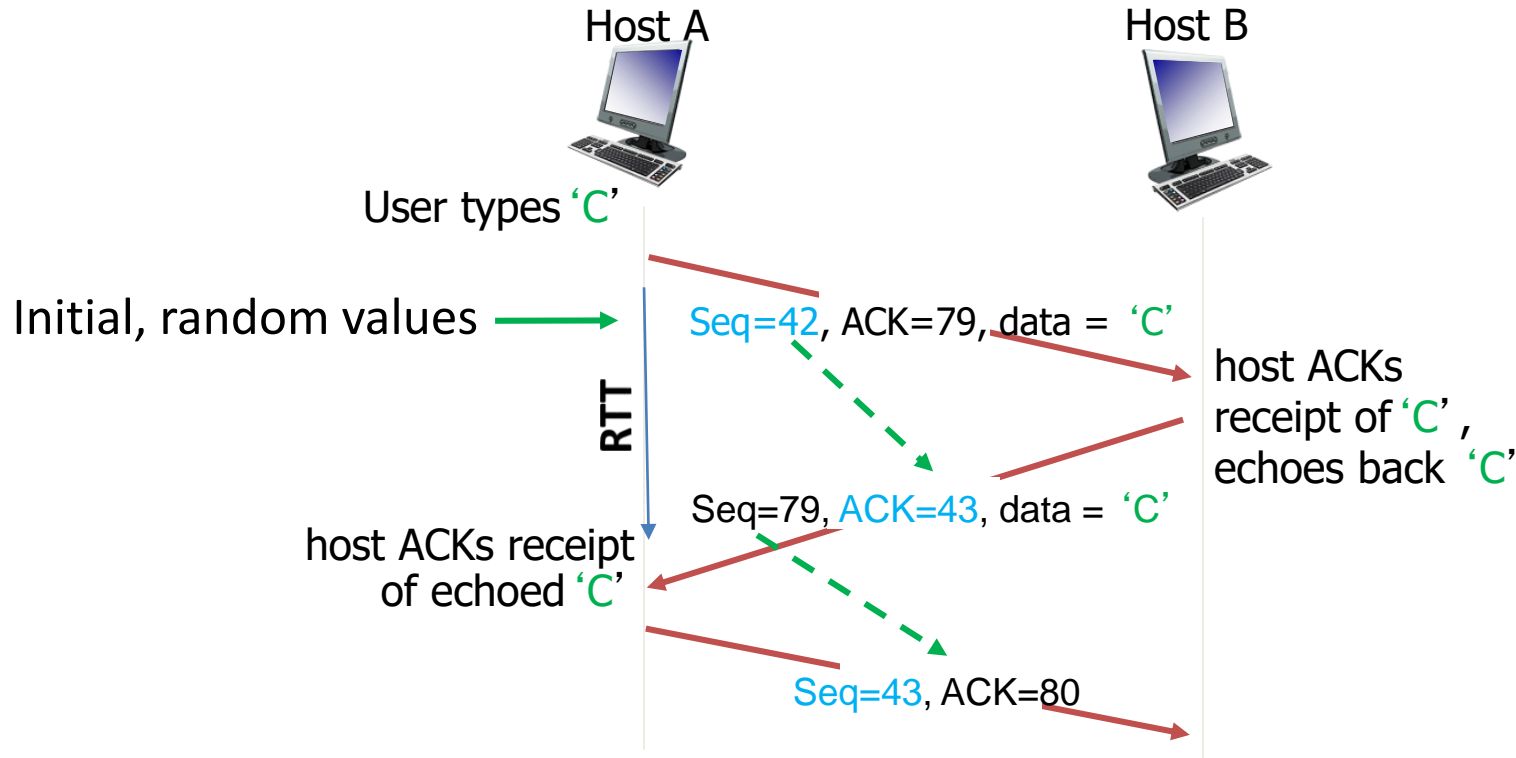 Host A
Host B
User types ‘C’
Initial, random values
Seq=42, ACK=79, data = ‘C’
RTT
host ACKs
receipt of ‘C’ ,
echoes back ‘C’
Seq=79, ACK=43, data = ‘C’
host ACKs receipt
of echoed ‘C’
Seq=43, ACK=80